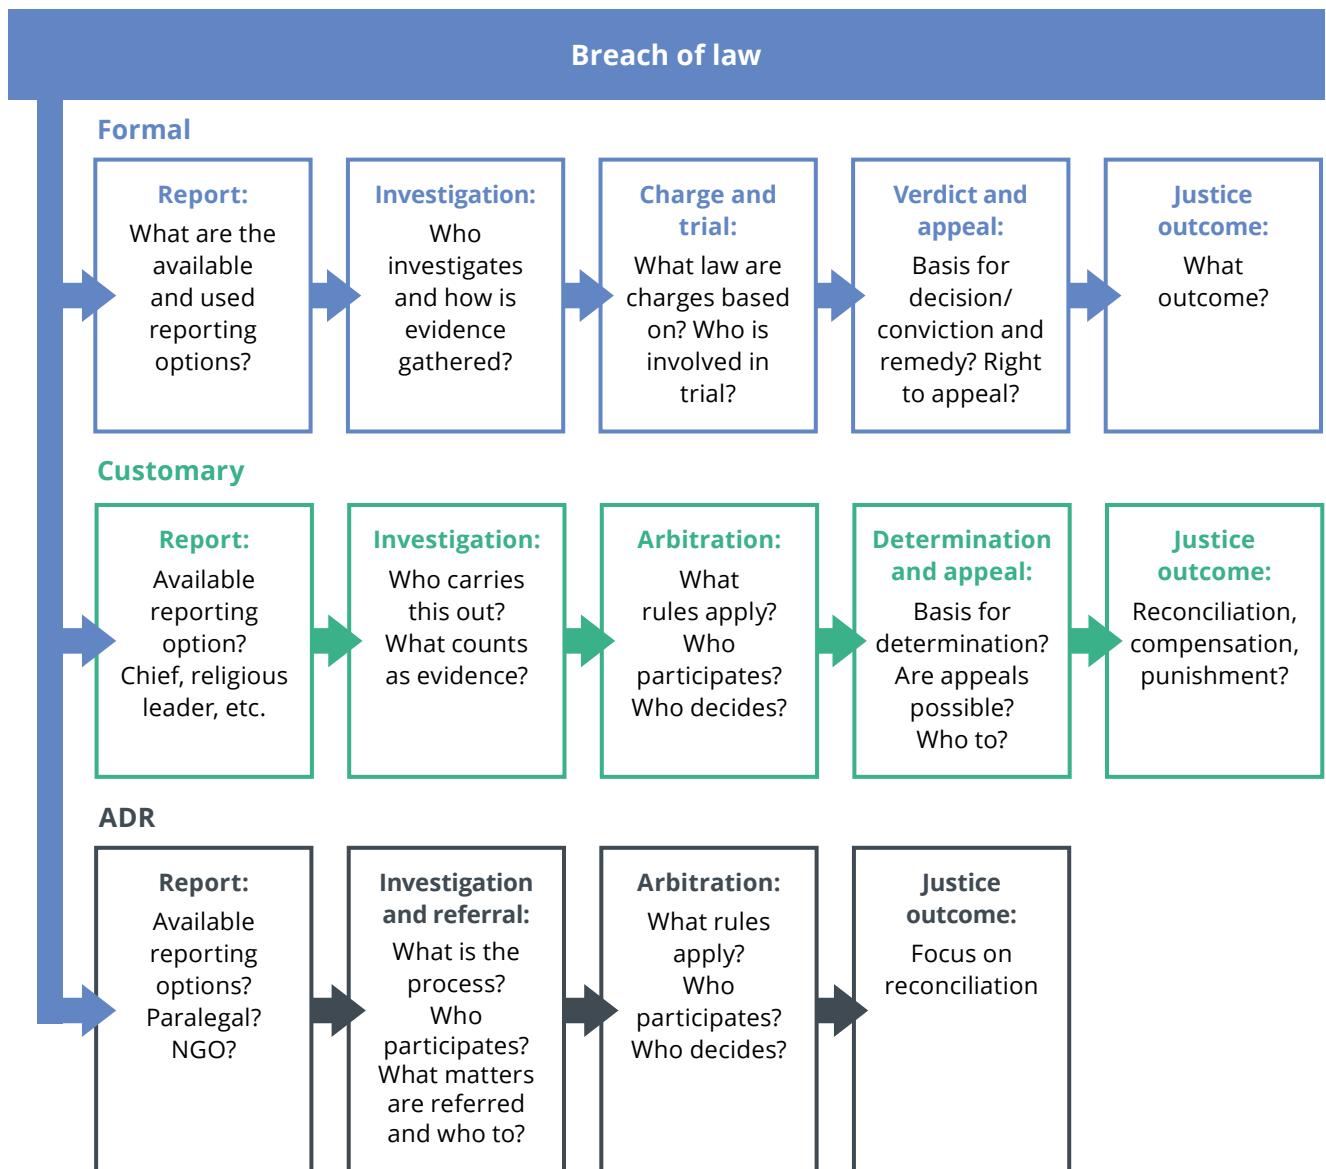 Breach of law
Formal
Report:
What are the
available
and used
reporting
options?
Investigation:
Who
investigates
and how is
evidence
gathered?
Charge and
trial:
What law are
charges based
on? Who is
involved in
trial?
Verdict and
appeal:
Basis for
decision/
conviction and
remedy? Right
to appeal?
Justice
outcome:
What
outcome?
Customary
Report:
Available
reporting
option?
Chief, religious
leader, etc.
Investigation:
Who carries
this out?
What counts
as evidence?
Arbitration:
What
rules apply?
Who
participates?
Who decides?
Determination
and appeal:
Basis for
determination?
Are appeals
possible?
Who to?
Justice
outcome:
Reconciliation,
compensation,
punishment?
ADR
Report:
Available
reporting
options?
Paralegal?
NGO?
Investigation
and referral:
What is the
process?
Who
participates?
What matters
are referred
and who to?
Arbitration:
What rules
apply?
Who
participates?
Who decides?
Justice
outcome:
Focus on
reconciliation